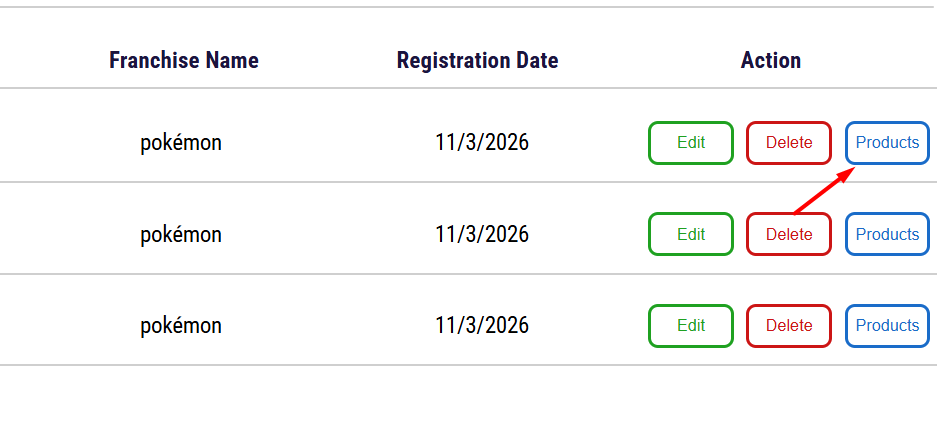 Franchise Name Registration Date Action
pokémon 11/3/2026 Edit Delete Products
pokémon 11/3/2026 Edit Delete Products
pokémon 11/3/2026 Edit Delete Products